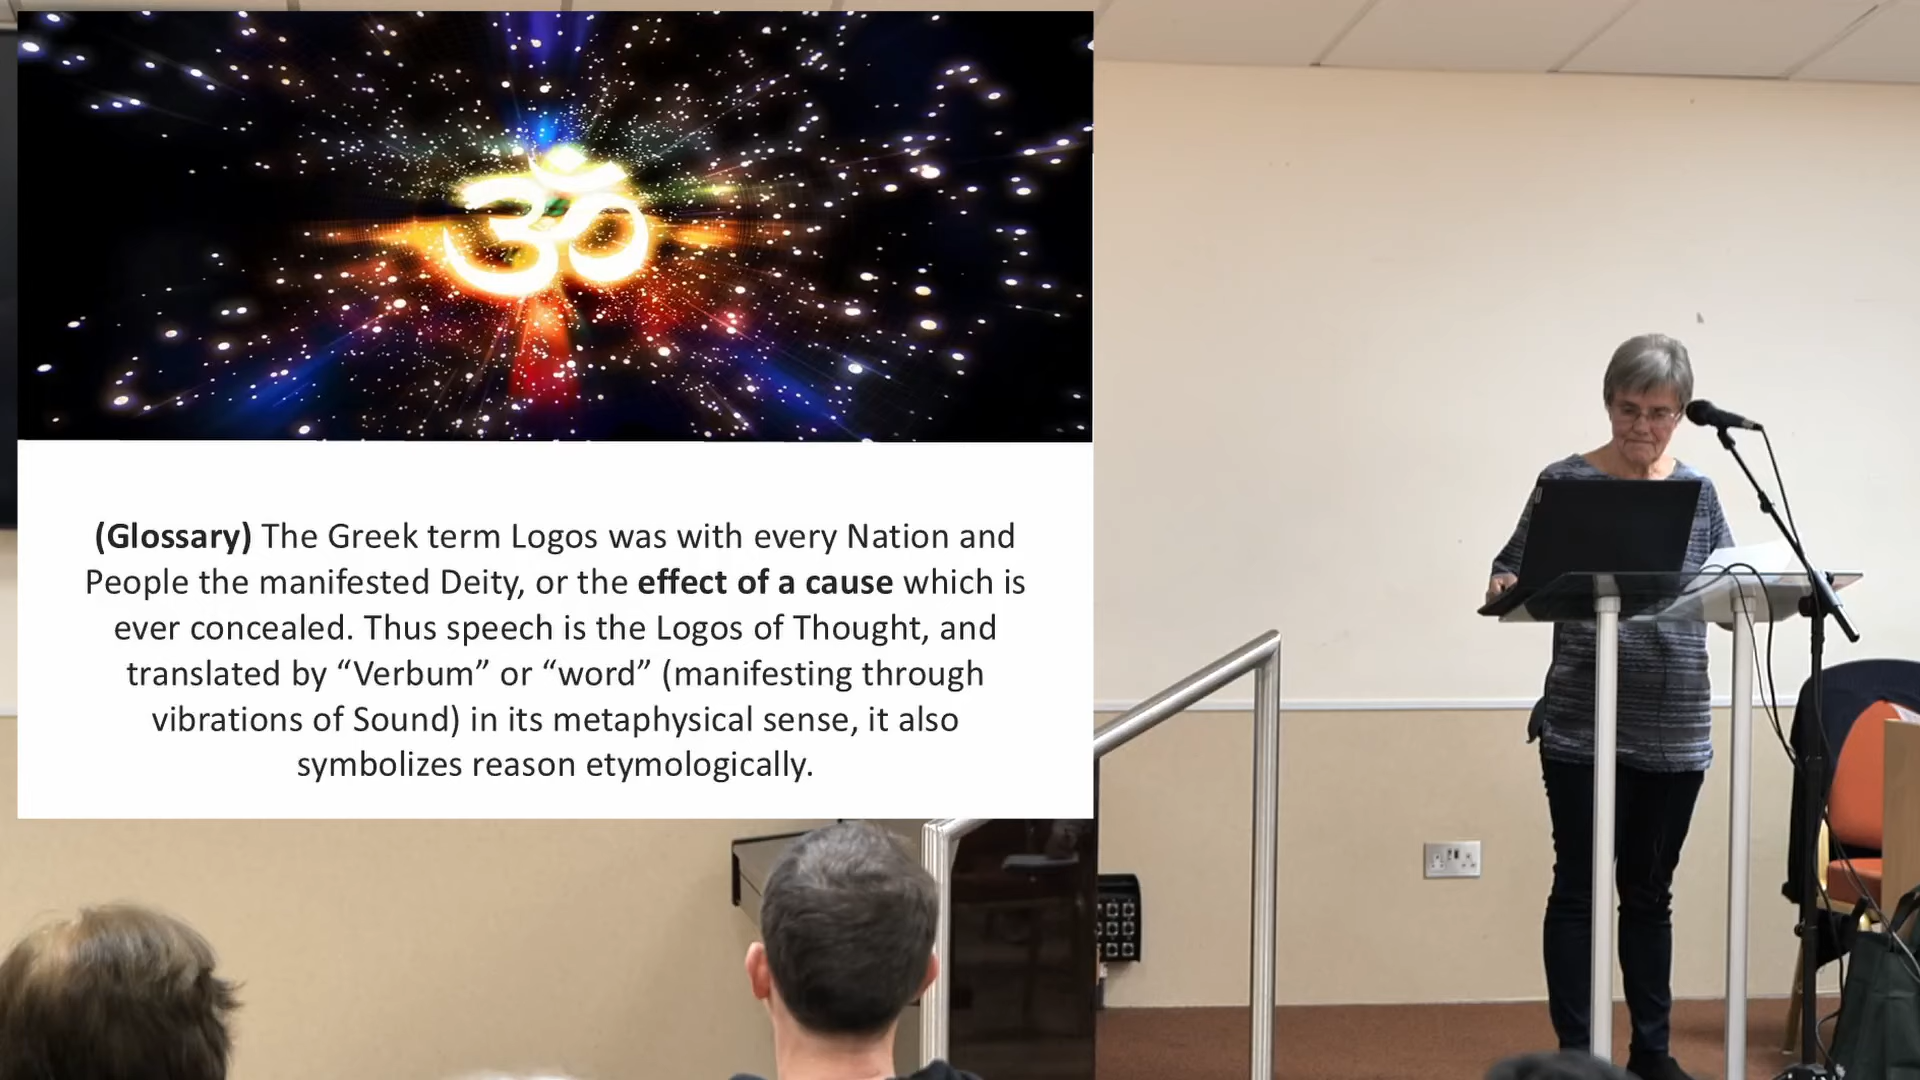 ॐ
(Glossary) The Greek term Logos was with every Nation and
People the manifested Deity, or the effect of a cause which is
ever concealed. Thus speech is the Logos of Thought, and
translated by “Verbum” or “word” (manifesting through
vibrations of Sound) in its metaphysical sense, it also
symbolizes reason etymologically.